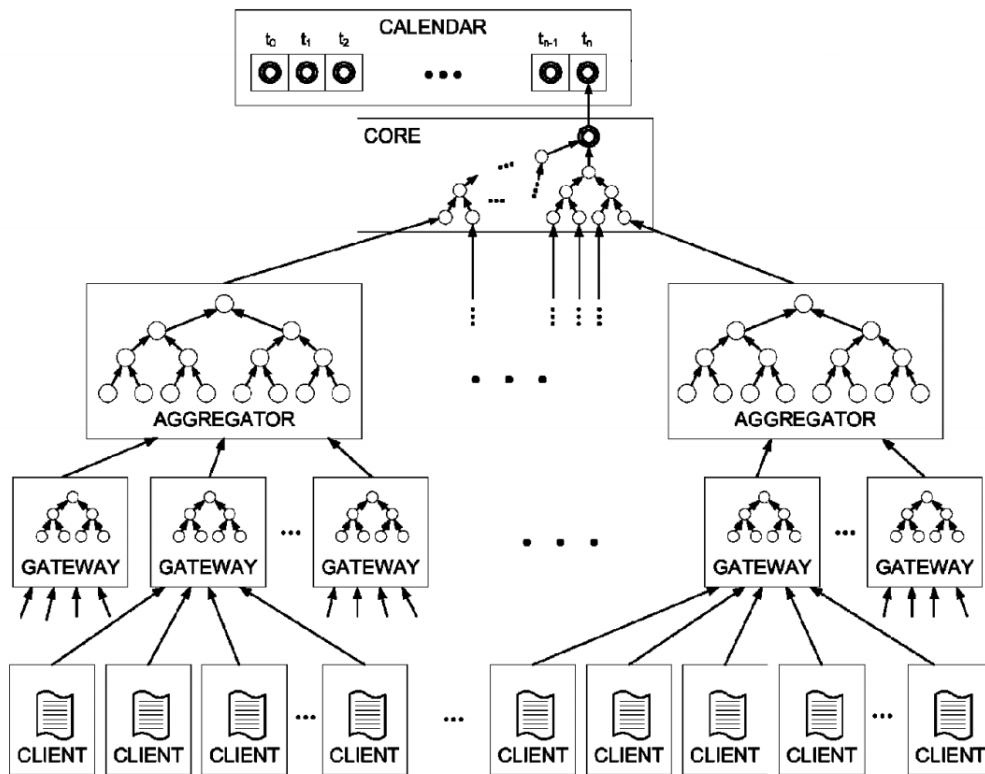 CALENDAR
t₀ t₁ t₂ tₙ₋₁ tₙ
CORE
AGGREGATOR AGGREGATOR
GATEWAY GATEWAY GATEWAY GATEWAY GATEWAY
CLIENT CLIENT CLIENT CLIENT CLIENT CLIENT CLIENT CLIENT CLIENT